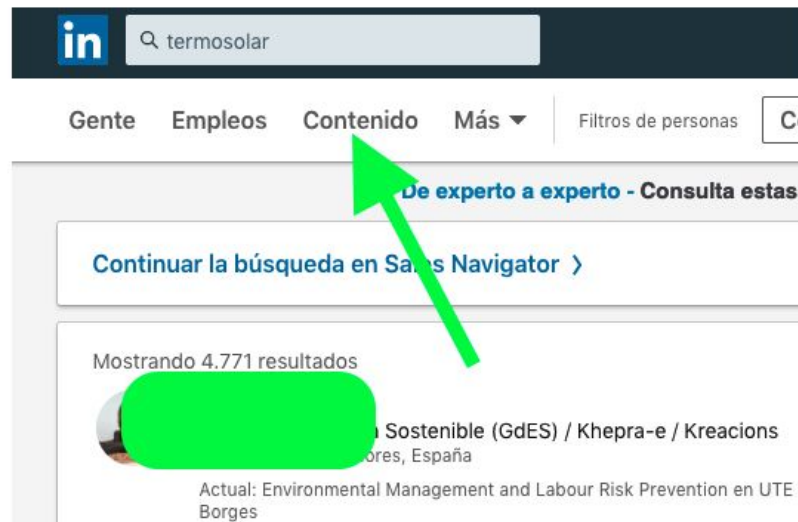 in
termosolar
Gente Empleos Contenido Más Filtros de personas
De experto a experto - Consulta estas
Continuar la búsqueda en Sales Navigator
Mostrando 4.771 resultados
Sostenible (GdES) / Khepra-e / Kreacions
España
Actual: Environmental Management and Labour Risk Prevention en UTE
Borges